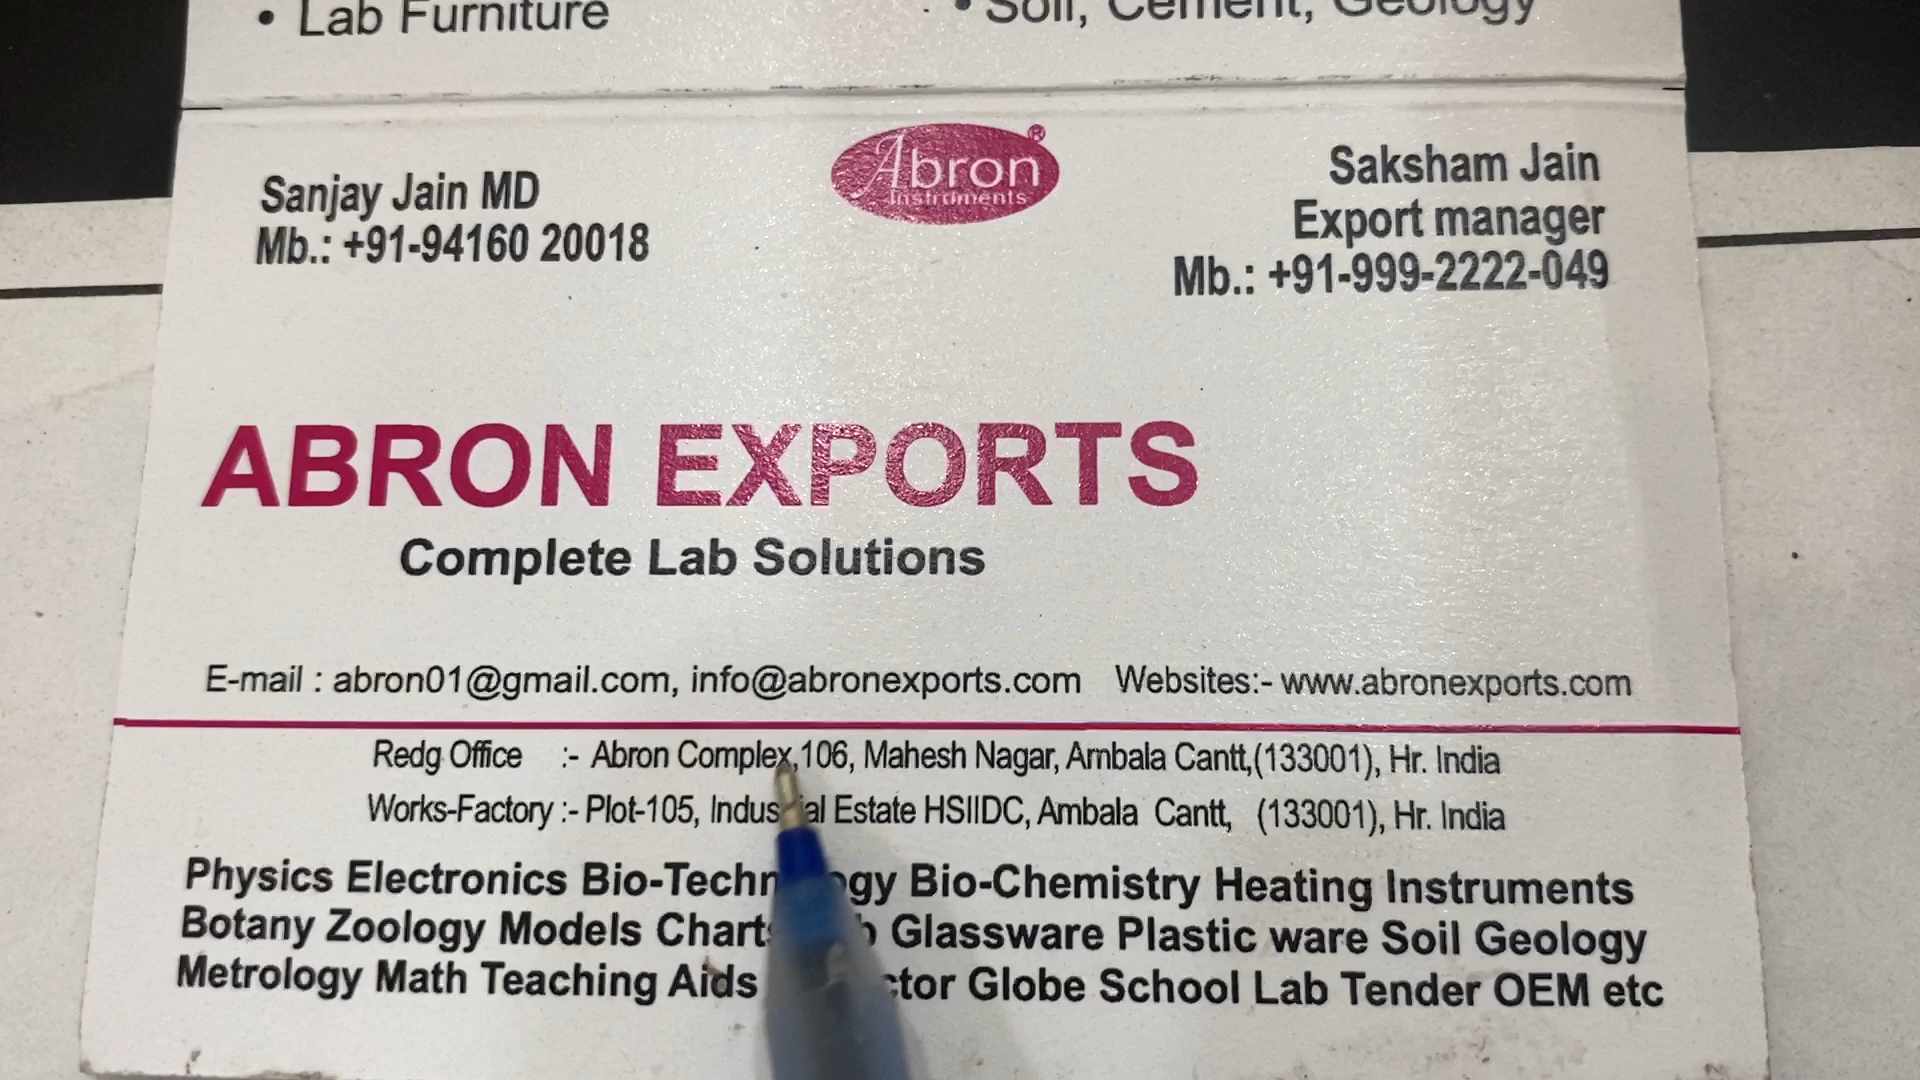 • Lab Furniture
• Soil, Cement, Geology
Abron®
Instruments
Sanjay Jain MD
Mb.: +91-94160 20018
Saksham Jain
Export manager
Mb.: +91-999-2222-049
ABRON EXPORTS
Complete Lab Solutions
E-mail : abron01@gmail.com, info@abronexports.com Websites:- www.abronexports.com
Redg Office :- Abron Complex,106, Mahesh Nagar, Ambala Cantt,(133001), Hr. India
Works-Factory :- Plot-105, Estate HSIIDC, Ambala Cantt, (133001), Hr. India
Physics Electronics Bio-Chemistry Heating Instruments
Botany Zoology Models Glassware Plastic ware Soil Geology
Metrology Math Teaching Aids Globe School Lab Tender OEM etc